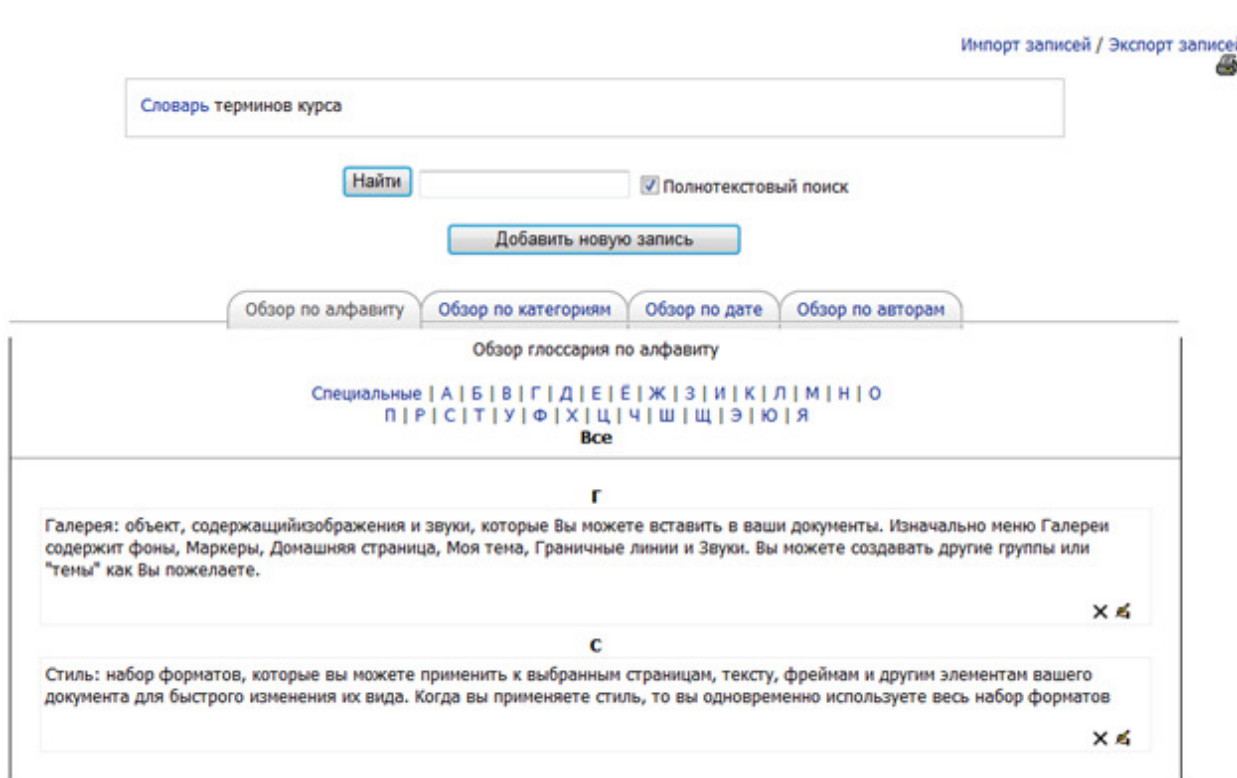 Импорт записей / Экспорт записей
Словарь терминов курса
Найти
Полнотекстовый поиск
Добавить новую запись
Обзор по алфавиту Обзор по категориям Обзор по дате Обзор по авторам
Обзор глоссария по алфавиту
Специальные | А | Б | В | Г | Д | Е | Ё | Ж | З | И | К | Л | М | Н | О
П | Р | С | Т | У | Ф | Х | Ц | Ч | Ш | Щ | Э | Ю | Я
Все
Г
Галерея: объект, содержащийизображения и звуки, которые Вы можете вставить в ваши документы. Изначально меню Галереи
содержит фоны, Маркеры, Домашняя страница, Моя тема, Граничные линии и Звуки. Вы можете создавать другие группы или
"темы" как Вы пожелаете.
С
Стиль: набор форматов, которые вы можете применить к выбранным страницам, тексту, фреймам и другим элементам вашего
документа для быстрого изменения их вида. Когда вы применяете стиль, то вы одновременно используете весь набор форматов